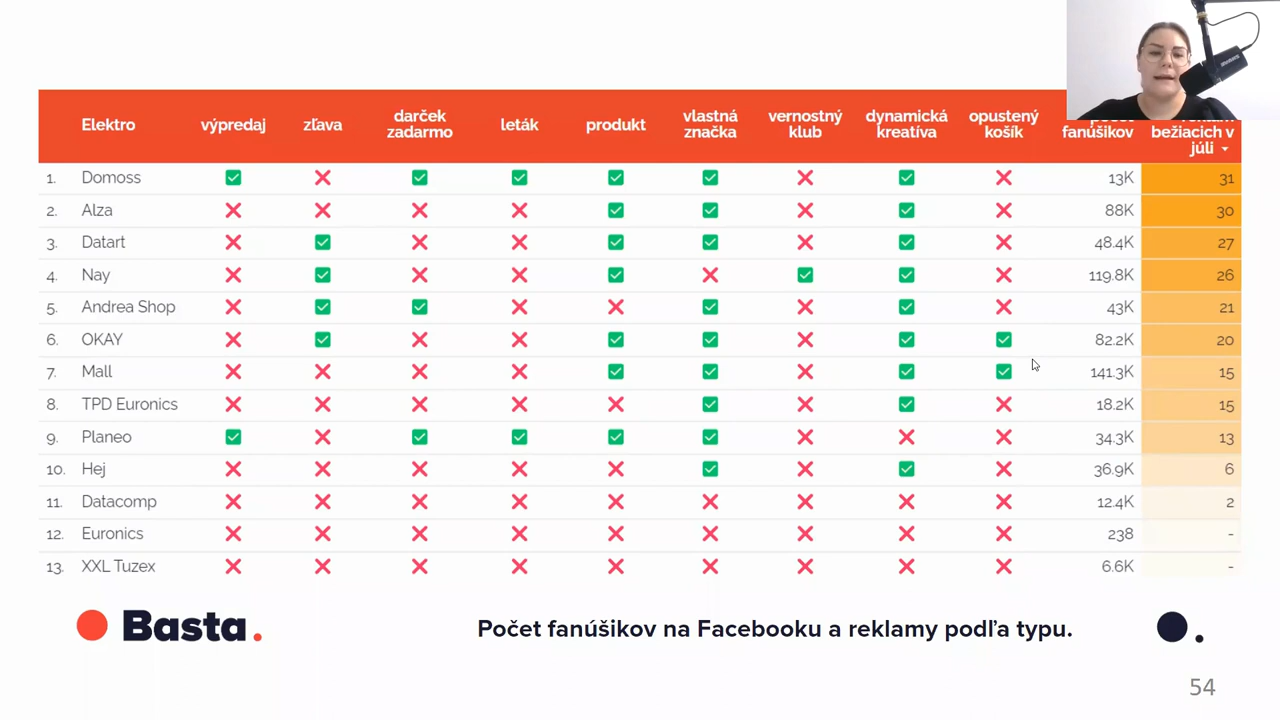 Elektro výpredaj zľava darček zadarmo leták produkt vlastná značka vernostný klub dynamická kreatíva opustený košík fanúšikov bežiacich v júli
1. Domoss 13K 31
2. Alza 88K 30
3. Datart 48.4K 27
4. Nay 119.8K 26
5. Andrea Shop 43K 21
6. OKAY 82.2K 20
7. Mall 141.3K 15
8. TPD Euronics 18.2K 15
9. Planeo 34.3K 13
10. Hej 36.9K 6
11. Datacomp 12.4K 2
12. Euronics 238 -
13. XXL Tuzex 6.6K -
Basta.
Počet fanúšikov na Facebooku a reklamy podľa typu.
54